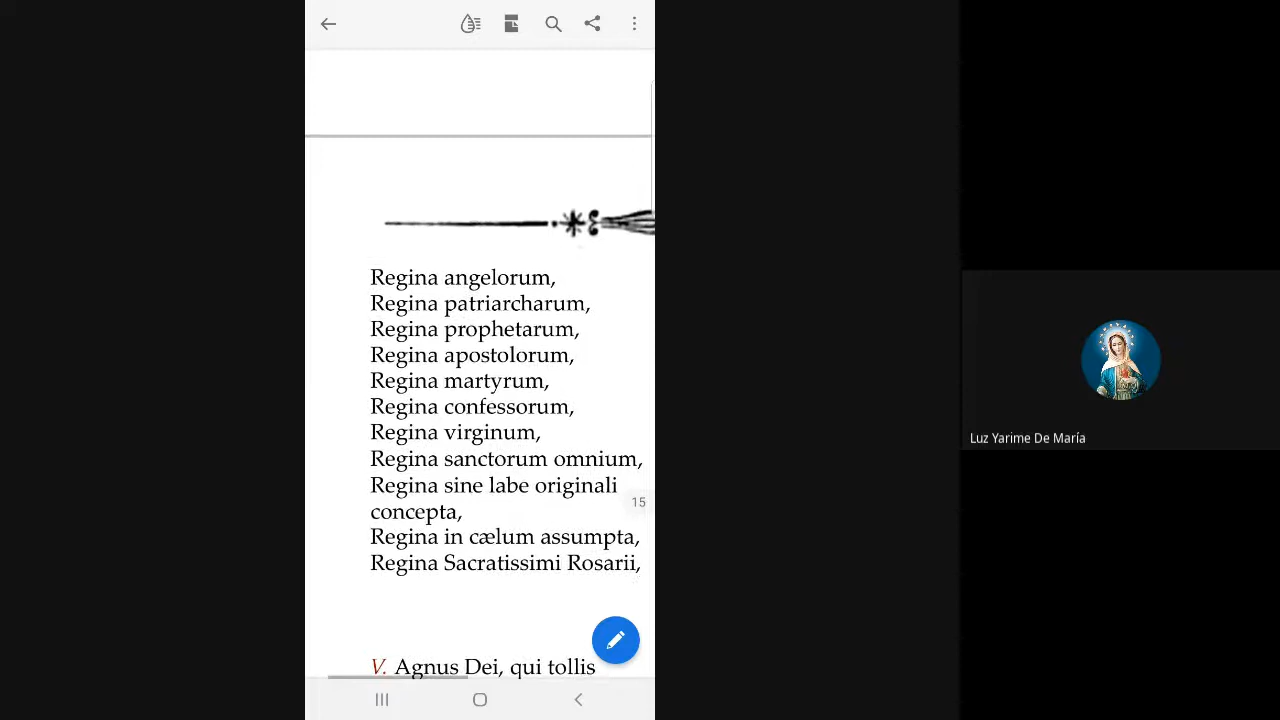 Regina angelorum,
Regina patriarcharum,
Regina prophetarum,
Regina apostolorum,
Regina martyrum,
Regina confessorum,
Regina virginum,
Regina sanctorum omnium,
Regina sine labe originali
concepta,
Regina in cælum assumpta,
Regina Sacratissimi Rosarii,
15
V. Agnus Dei, qui tollis
Luz Yarime De María